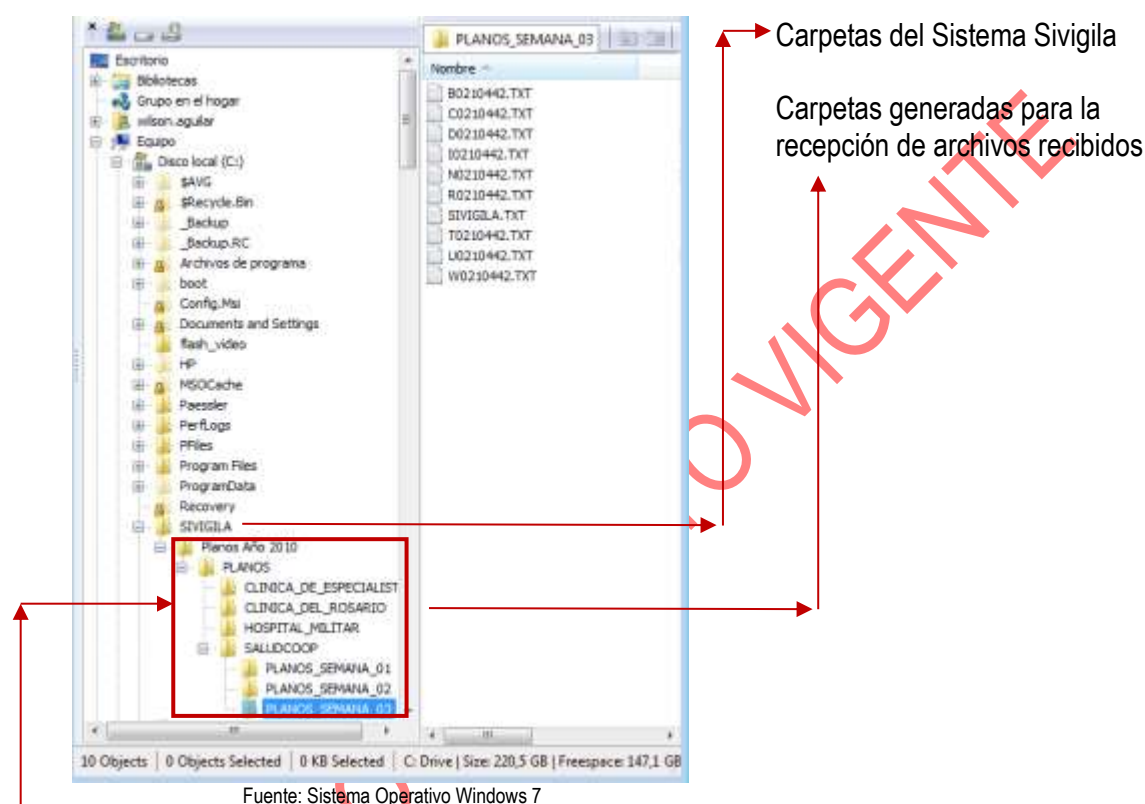 PLANOS_SEMANA_03
Carpetas del Sistema Sivigila
Carpetas generadas para la
recepción de archivos recibidos
Escritorio
Bibliotecas
Grupo en el hogar
wilson.aguilar
Equipo
Disco local (C:)
$AVG
$Recycle.Bin
_Backup
_Backup.RC
Archivos de programa
boot
Config.Msi
Documents and Settings
flash_video
HP
MSOCache
Paessler
PerfLogs
PFiles
Program Files
ProgramData
Recovery
SIVIGILA
Planos Año 2010
PLANOS
CLINICA_DE_ESPECIALIST
CLINICA_DEL_ROSARIO
HOSPITAL_MILITAR
SALUDCOOP
PLANOS_SEMANA_01
PLANOS_SEMANA_02
PLANOS_SEMANA_03
Nombre
B0210442.TXT
C0210442.TXT
D0210442.TXT
I0210442.TXT
N0210442.TXT
R0210442.TXT
SIVIGILA.TXT
T0210442.TXT
U0210442.TXT
W0210442.TXT
10 Objects | 0 Objects Selected | 0 KB Selected | C: Drive | Size: 220,5 GB | Freespace: 147,1 GB
Fuente: Sistema Operativo Windows 7
O VIGENTE